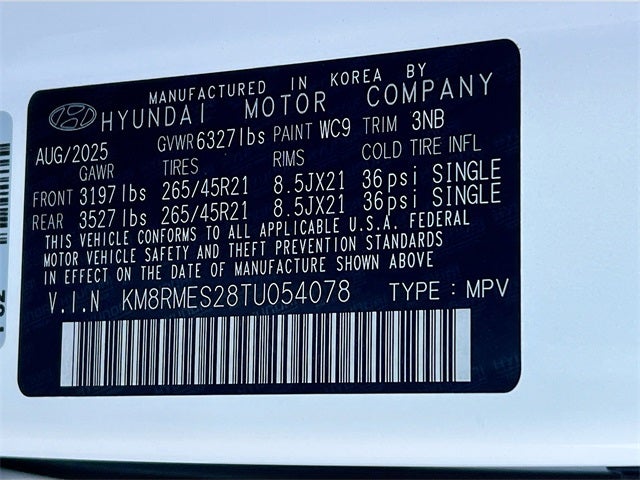 MANUFACTURED IN KOREA BY
HYUNDAI MOTOR COMPANY
AUG/2025 GVWR 6327lbs PAINT WC9 TRIM 3NB
GAWR TIRES RIMS COLD TIRE INFL
FRONT 3197lbs 265/45R21 8.5JX21 36psi SINGLE
REAR 3527lbs 265/45R21 8.5JX21 36psi SINGLE
THIS VEHICLE CONFORMS TO ALL APPLICABLE U.S.A. FEDERAL
MOTOR VEHICLE SAFETY AND THEFT PREVENTION STANDARDS
IN EFFECT ON THE DATE OF MANUFACTURE SHOWN ABOVE
V.I.N KM8RMES28TU054078 TYPE : MPV